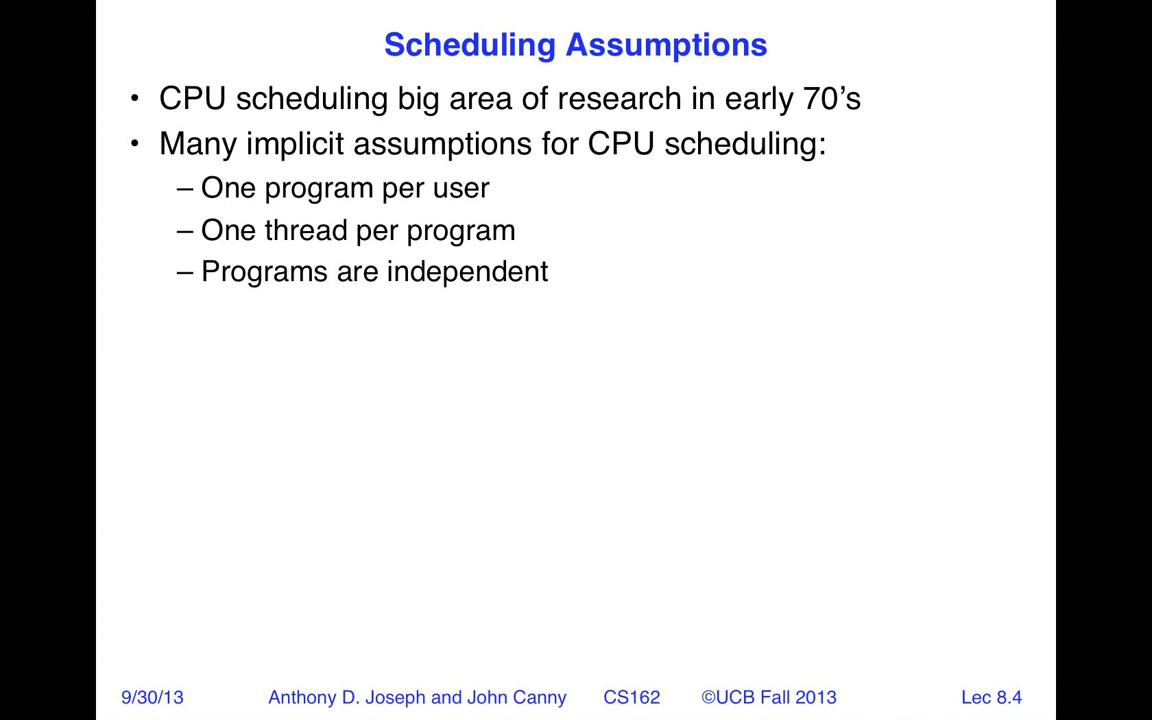 Scheduling Assumptions
• CPU scheduling big area of research in early 70’s
• Many implicit assumptions for CPU scheduling:
– One program per user
– One thread per program
– Programs are independent
9/30/13 Anthony D. Joseph and John Canny CS162 ©UCB Fall 2013 Lec 8.4